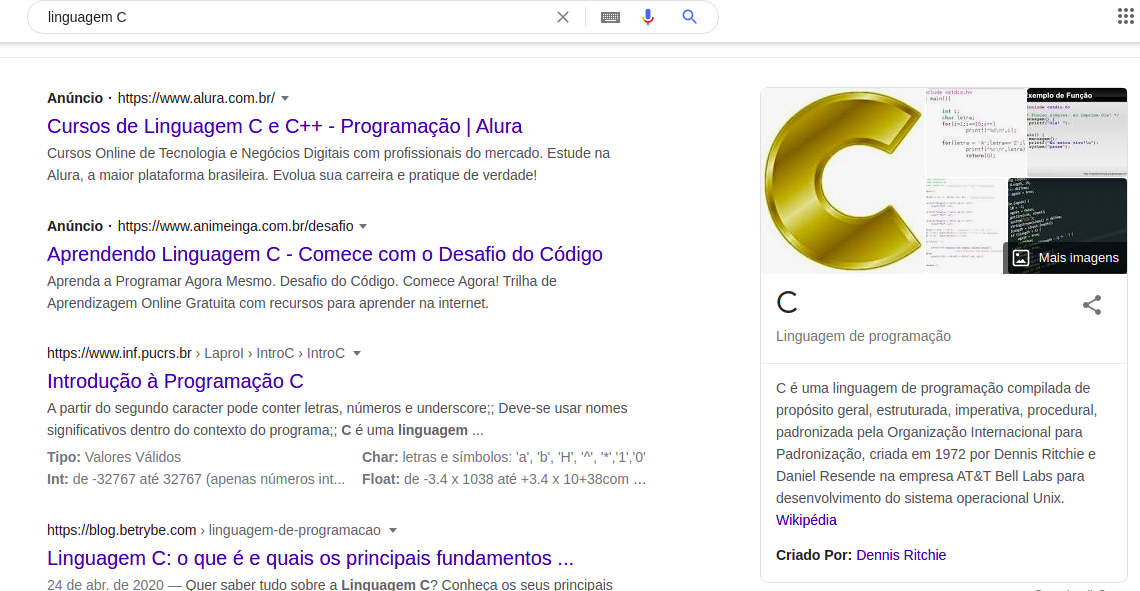 linguagem C
Anúncio · https://www.alura.com.br/
Cursos de Linguagem C e C++ - Programação | Alura
Cursos Online de Tecnologia e Negócios Digitais com profissionais do mercado. Estude na
Alura, a maior plataforma brasileira. Evolua sua carreira e pratique de verdade!
Anúncio · https://www.animeinga.com.br/desafio
Aprendendo Linguagem C - Comece com o Desafio do Código
Aprenda a Programar Agora Mesmo. Desafio do Código. Comece Agora! Trilha de
Aprendizagem Online Gratuita com recursos para aprender na internet.
https://www.inf.pucrs.br › LaproI › IntroC › IntroC
Introdução à Programação C
A partir do segundo caracter pode conter letras, números e underscore;; Deve-se usar nomes
significativos dentro do contexto do programa;; C é uma linguagem ...
Tipo: Valores Válidos
Char: letras e símbolos: 'a', 'b', 'H', '^', '*','1','0'
Int: de -32767 até 32767 (apenas números int...
Float: de -3.4 x 1038 até +3.4 x 10+38com ...
https://blog.betrybe.com › linguagem-de-programacao
Linguagem C: o que é e quais os principais fundamentos ...
24 de abr. de 2020 — Quer saber tudo sobre a Linguagem C? Conheça os seus principais
C
Exemplo de Função
Mais imagens
C
Linguagem de programação
C é uma linguagem de programação compilada de
propósito geral, estruturada, imperativa, procedural,
padronizada pela Organização Internacional para
Padronização, criada em 1972 por Dennis Ritchie e
Daniel Resende na empresa AT&T Bell Labs para
desenvolvimento do sistema operacional Unix.
Wikipédia
Criado Por: Dennis Ritchie